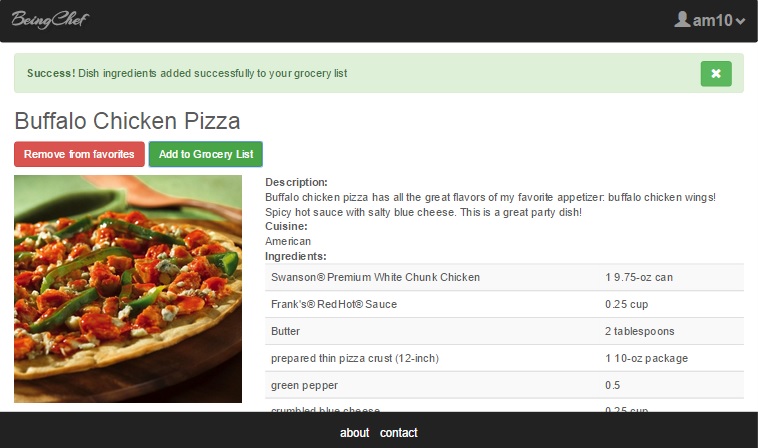 BeingChef
am10
Success! Dish ingredients added successfully to your grocery list
Buffalo Chicken Pizza
Remove from favorites
Add to Grocery List
Description:
Buffalo chicken pizza has all the great flavors of my favorite appetizer: buffalo chicken wings!
Spicy hot sauce with salty blue cheese. This is a great party dish!
Cuisine:
American
Ingredients:
Swanson® Premium White Chunk Chicken 1 9.75-oz can
Frank's® RedHot® Sauce 0.25 cup
Butter 2 tablespoons
prepared thin pizza crust (12-inch) 1 10-oz package
green pepper 0.5
crumbled blue cheese 0.25 cup
about contact